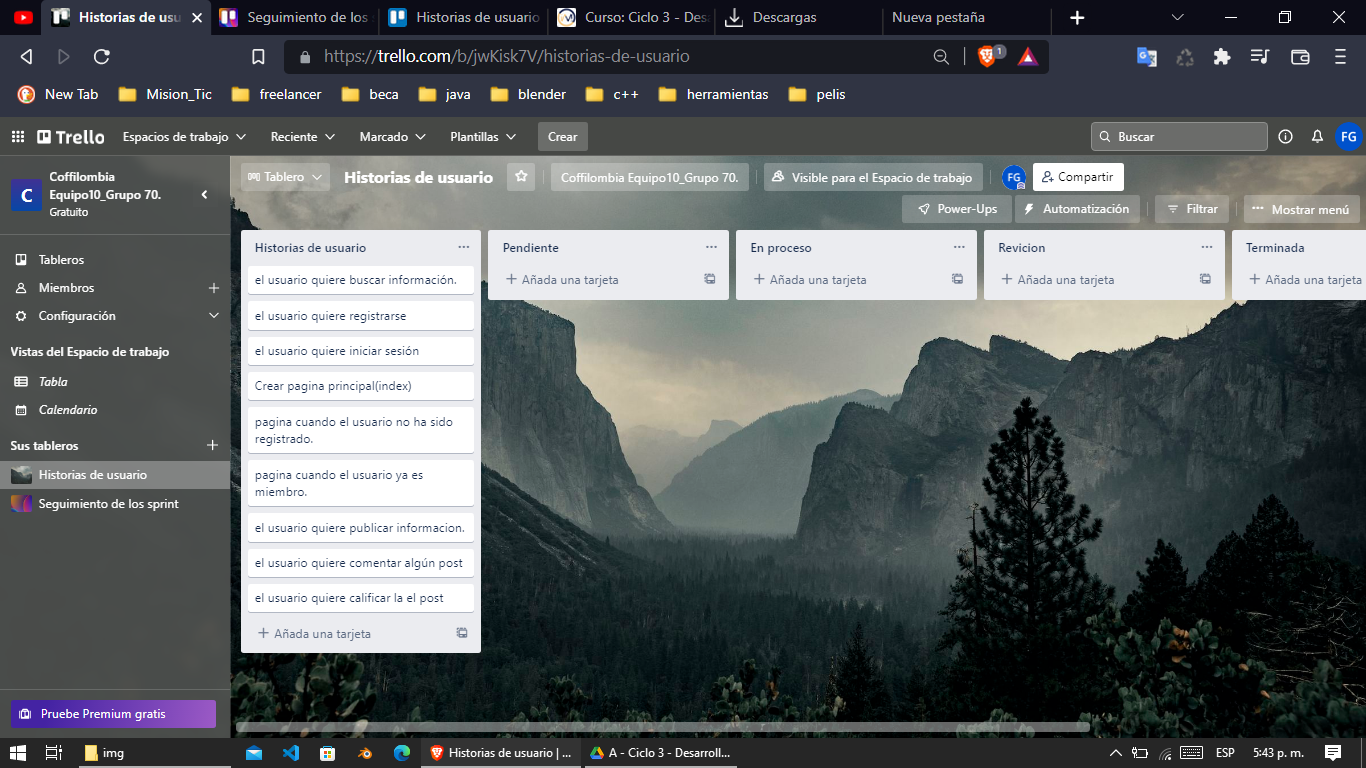 Historias de usu
Seguimiento de los s
Historias de usuario
Curso: Ciclo 3 - Des
Descargas
Nueva pestaña
https://trello.com/b/jwKisk7V/historias-de-usuario
1
New Tab
Mision_Tic
freelancer
beca
java
blender
c++
herramientas
pelis
Trello
Espacios de trabajo
Reciente
Marcado
Plantillas
Crear
Buscar
FG
C
Coffilombia
Equipo10_Grupo 70.
Gratuito
Tablero
Historias de usuario
Coffilombia Equipo10_Grupo 70.
Visible para el Espacio de trabajo
FG
Compartir
Power-Ups
Automatización
Filtrar
Mostrar menú
Tableros
Miembros
Configuración
Vistas del Espacio de trabajo
Tabla
Calendario
Sus tableros
Historias de usuario
Seguimiento de los sprint
Pruebe Premium gratis
Historias de usuario
el usuario quiere buscar información.
el usuario quiere registrarse
el usuario quiere iniciar sesión
Crear pagina principal(index)
pagina cuando el usuario no ha sido
registrado.
pagina cuando el usuario ya es
miembro.
el usuario quiere publicar informacion.
el usuario quiere comentar algún post
el usuario quiere calificar la el post
Añada una tarjeta
Pendiente
Añada una tarjeta
En proceso
Añada una tarjeta
Revicion
Añada una tarjeta
Terminada
Añada una tarjeta
img
Historias de usuario | ...
A - Ciclo 3 - Desarroll...
ESP
5:43 p. m.